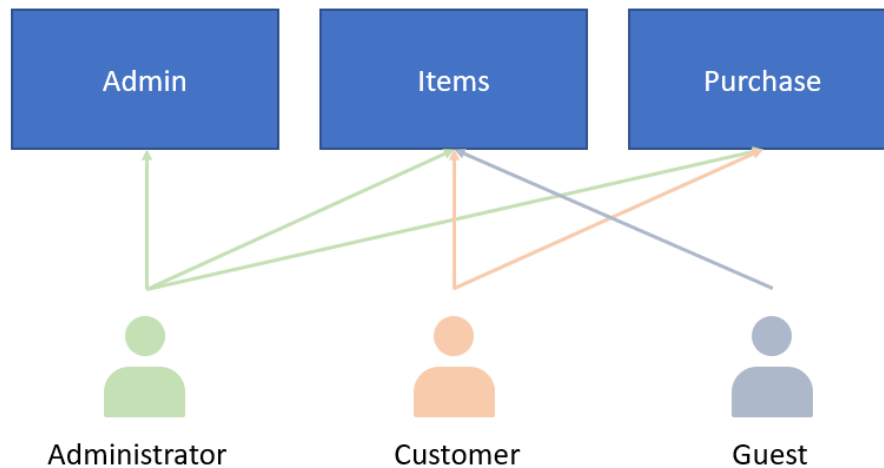 Admin
Items
Purchase
Administrator
Customer
Guest